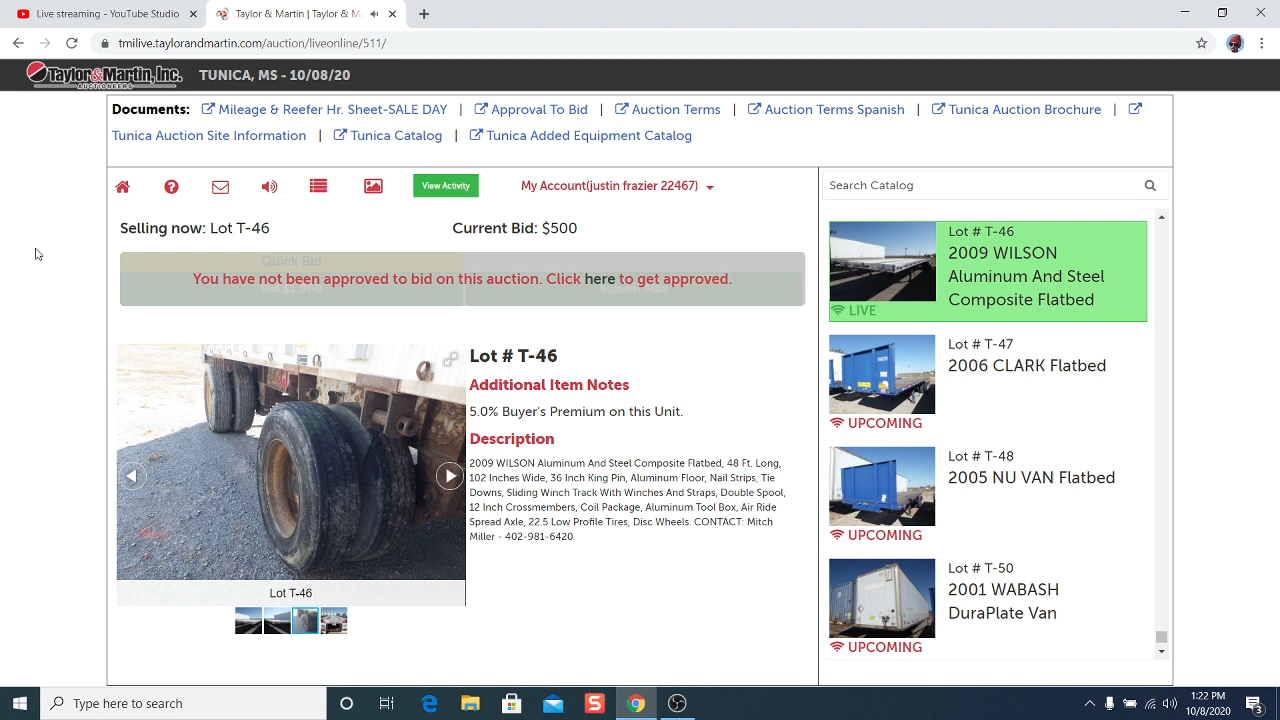 Live streaming - YouTube Studio
Taylor & Martin | Taylor & M
tmilive.taylorandmartin.com/auction/liveonline/511/
Taylor&Martin, Inc.
AUCTIONEERS
TUNICA, MS - 10/08/20
Documents: Mileage & Reefer Hr. Sheet-SALE DAY | Approval To Bid | Auction Terms | Auction Terms Spanish | Tunica Auction Brochure |
Tunica Auction Site Information | Tunica Catalog | Tunica Added Equipment Catalog
View Activity
My Account(justin frazier 22467)
Selling now: Lot T-46
Current Bid: $500
Quick Bid
You have not been approved to bid on this auction. Click here to get approved.
Lot T-46
Lot # T-46
Additional Item Notes
5.0% Buyer's Premium on this Unit.
Description
2009 WILSON Aluminum And Steel Composite Flatbed, 48 Ft. Long,
102 Inches Wide, 36 Inch King Pin, Aluminum Floor, Nail Strips, Tie
Downs, Sliding Winch Track With Winches And Straps, Double Spool,
12 Inch Crossmembers, Coil Package, Aluminum Tool Box, Air Ride
Spread Axle, 22.5 Low Profile Tires, Disc Wheels. CONTACT: Mitch
Miller - 402-981-6420
Search Catalog
Lot # T-46
2009 WILSON
Aluminum And Steel
Composite Flatbed
LIVE
Lot # T-47
2006 CLARK Flatbed
UPCOMING
Lot # T-48
2005 NU VAN Flatbed
UPCOMING
Lot # T-50
2001 WABASH
DuraPlate Van
UPCOMING
Type here to search
1:22 PM
10/8/2020
3